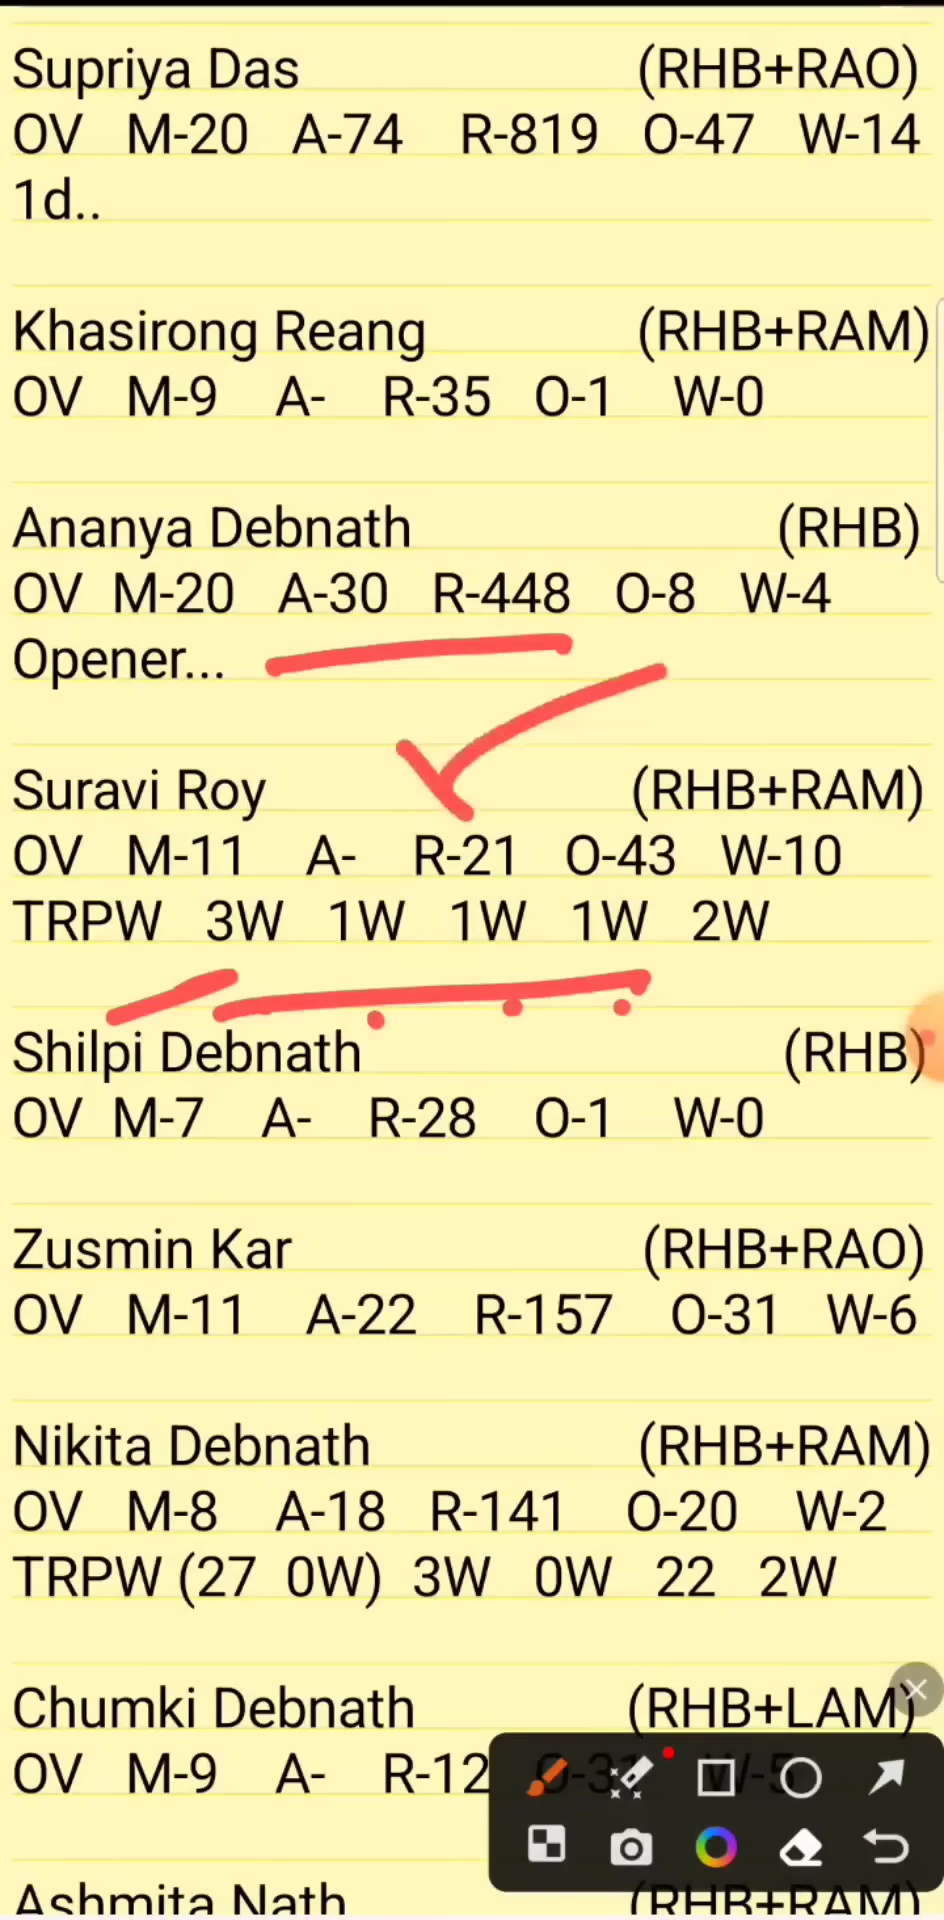 Supriya Das (RHB+RAO)
OV M-20 A-74 R-819 O-47 W-14
1d..
Khasirong Reang (RHB+RAM)
OV M-9 A- R-35 O-1 W-0
Ananya Debnath (RHB)
OV M-20 A-30 R-448 O-8 W-4
Opener...
Suravi Roy (RHB+RAM)
OV M-11 A- R-21 O-43 W-10
TRPW 3W 1W 1W 1W 2W
Shilpi Debnath (RHB)
OV M-7 A- R-28 O-1 W-0
Zusmin Kar (RHB+RAO)
OV M-11 A-22 R-157 O-31 W-6
Nikita Debnath (RHB+RAM)
OV M-8 A-18 R-141 O-20 W-2
TRPW (27 0W) 3W 0W 22 2W
Chumki Debnath (RHB+LAM)
OV M-9 A- R-12 W-5
Ashmita Nath (RHB+RAM)